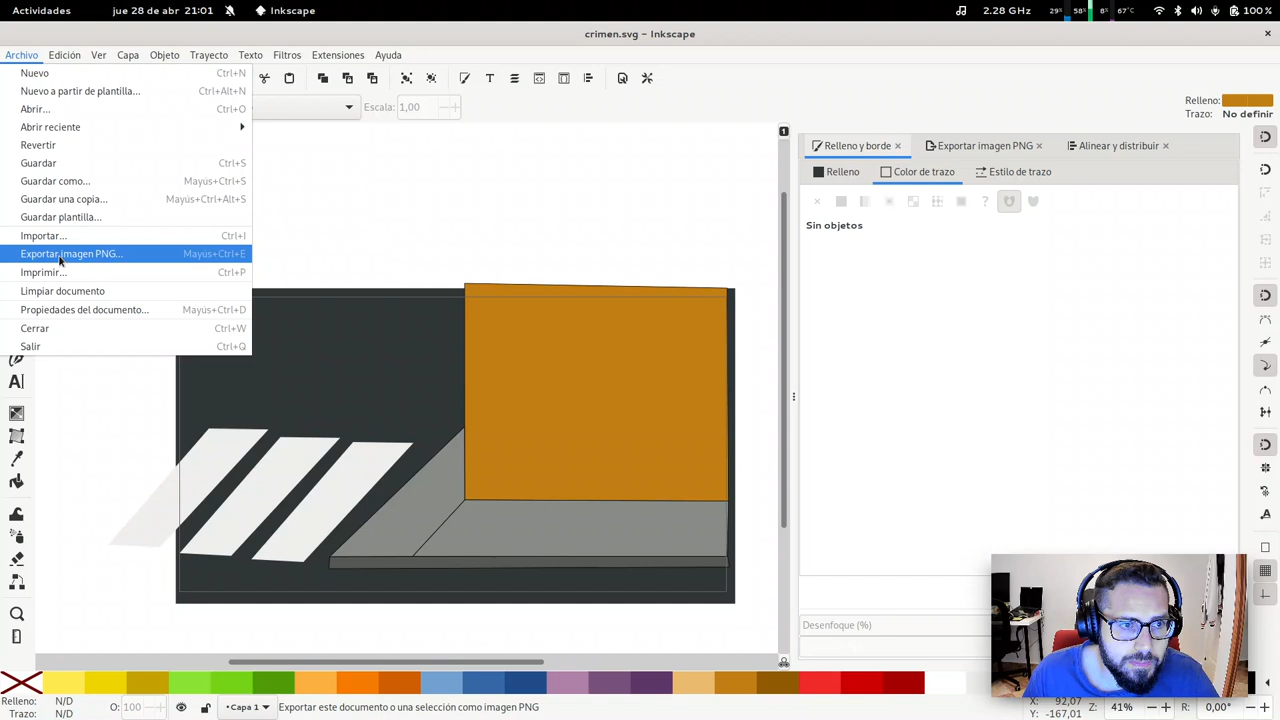 Actividades
jue 28 de abr 21:01
Inkscape
29%
58%
8%
67°C
2.28 GHz
100 %
crimen.svg – Inkscape
Archivo Edición Ver Capa Objeto Trayecto Texto Filtros Extensiones Ayuda
Nuevo Ctrl+N
Nuevo a partir de plantilla... Ctrl+Alt+N
Abrir... Ctrl+O
Abrir reciente
Revertir
Guardar Ctrl+S
Guardar como... Mayús+Ctrl+S
Guardar una copia... Mayús+Ctrl+Alt+S
Guardar plantilla...
Importar... Ctrl+I
Exportar imagen PNG... Mayús+Ctrl+E
Imprimir... Ctrl+P
Limpiar documento
Propiedades del documento... Mayús+Ctrl+D
Cerrar Ctrl+W
Salir Ctrl+Q
Escala: 1,00
Relleno:
Trazo: No definir
1
Relleno y borde
Exportar imagen PNG
Alinear y distribuir
Relleno
Color de trazo
Estilo de trazo
Sin objetos
Desenfoque (%)
Relleno: N/D
Trazo: N/D
O: 100
Capa 1
Exportar este documento o una selección como imagen PNG
X: 92,07
Y: -167,01
Z: 41%
R: 0,00°